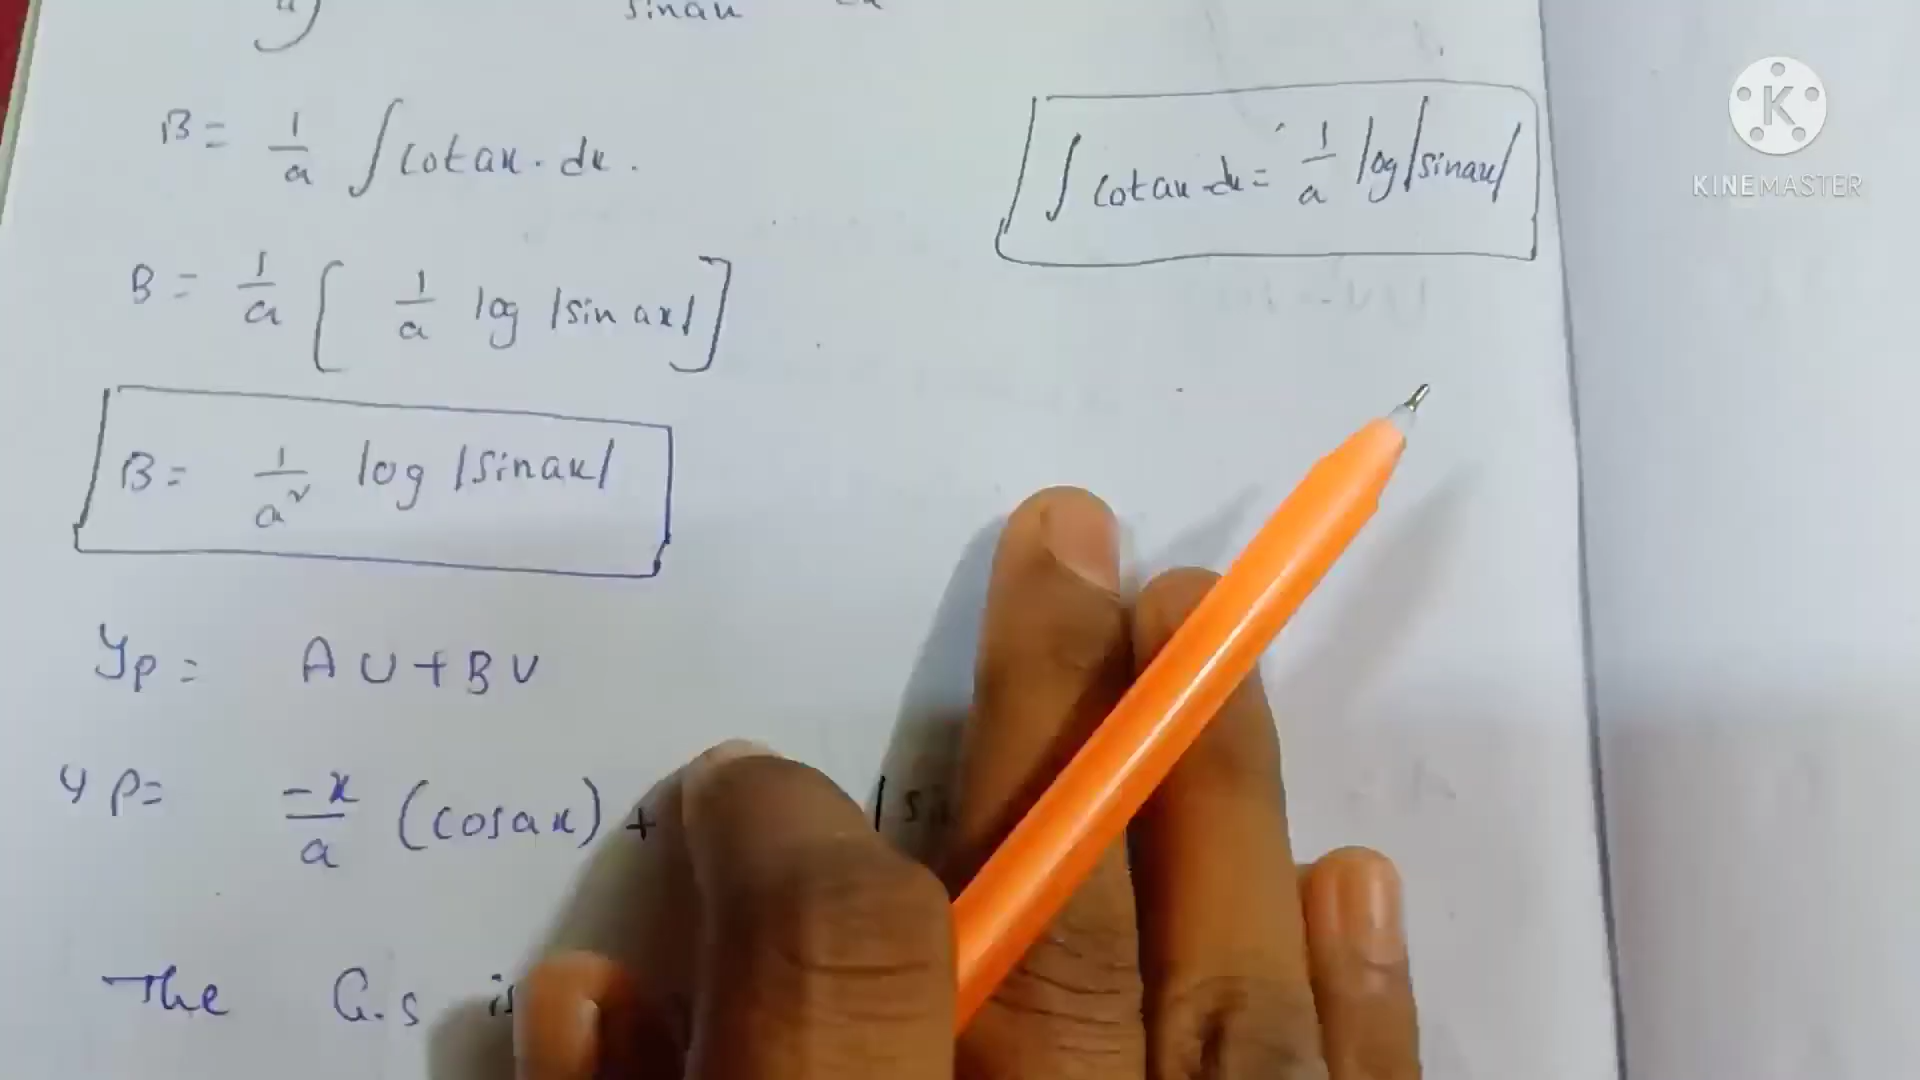 sinax
B = 1/a ∫ cotax . dx .
∫ cotax dx = 1/a log|sinax|
B = 1/a [ 1/a log |sin ax| ]
B = 1/a² log |sinax|
yp = AU + BV
yp = -x/a (cosax) +
The G.S is
K
KINEMASTER